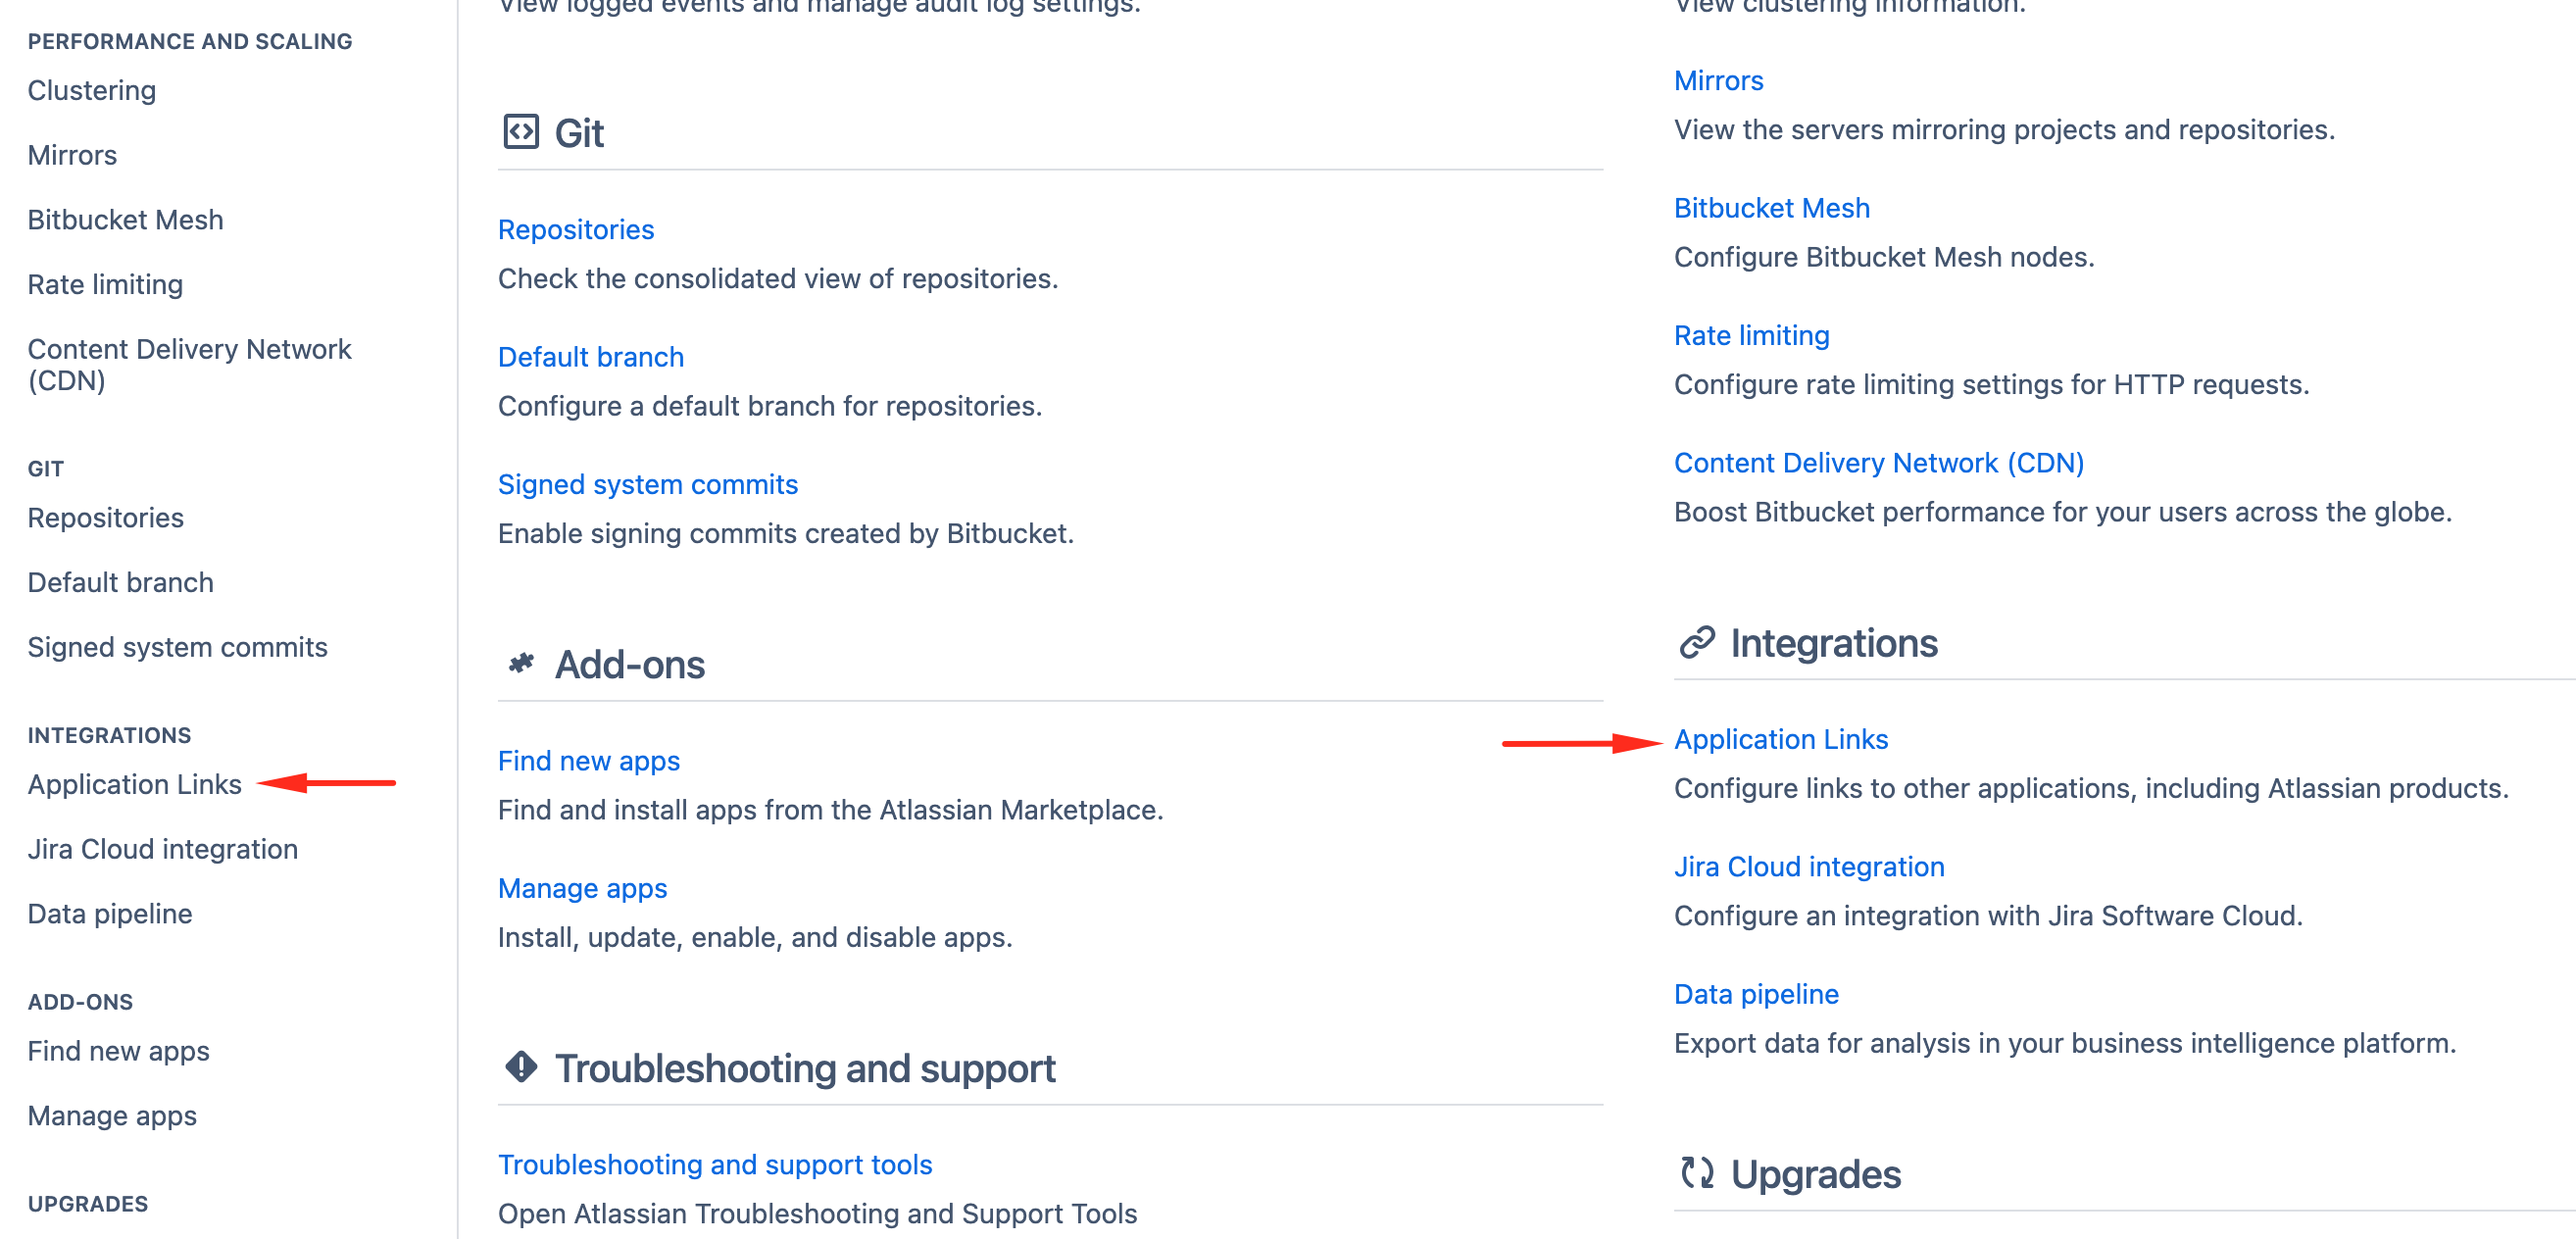 PERFORMANCE AND SCALING
Clustering
Mirrors
Bitbucket Mesh
Rate limiting
Content Delivery Network
(CDN)
GIT
Repositories
Default branch
Signed system commits
INTEGRATIONS
Application Links
Jira Cloud integration
Data pipeline
ADD-ONS
Find new apps
Manage apps
UPGRADES
View logged events and manage audit log settings.
Git
Repositories
Check the consolidated view of repositories.
Default branch
Configure a default branch for repositories.
Signed system commits
Enable signing commits created by Bitbucket.
Add-ons
Find new apps
Find and install apps from the Atlassian Marketplace.
Manage apps
Install, update, enable, and disable apps.
Troubleshooting and support
Troubleshooting and support tools
Open Atlassian Troubleshooting and Support Tools
View clustering information.
Mirrors
View the servers mirroring projects and repositories.
Bitbucket Mesh
Configure Bitbucket Mesh nodes.
Rate limiting
Configure rate limiting settings for HTTP requests.
Content Delivery Network (CDN)
Boost Bitbucket performance for your users across the globe.
Integrations
Application Links
Configure links to other applications, including Atlassian products.
Jira Cloud integration
Configure an integration with Jira Software Cloud.
Data pipeline
Export data for analysis in your business intelligence platform.
Upgrades